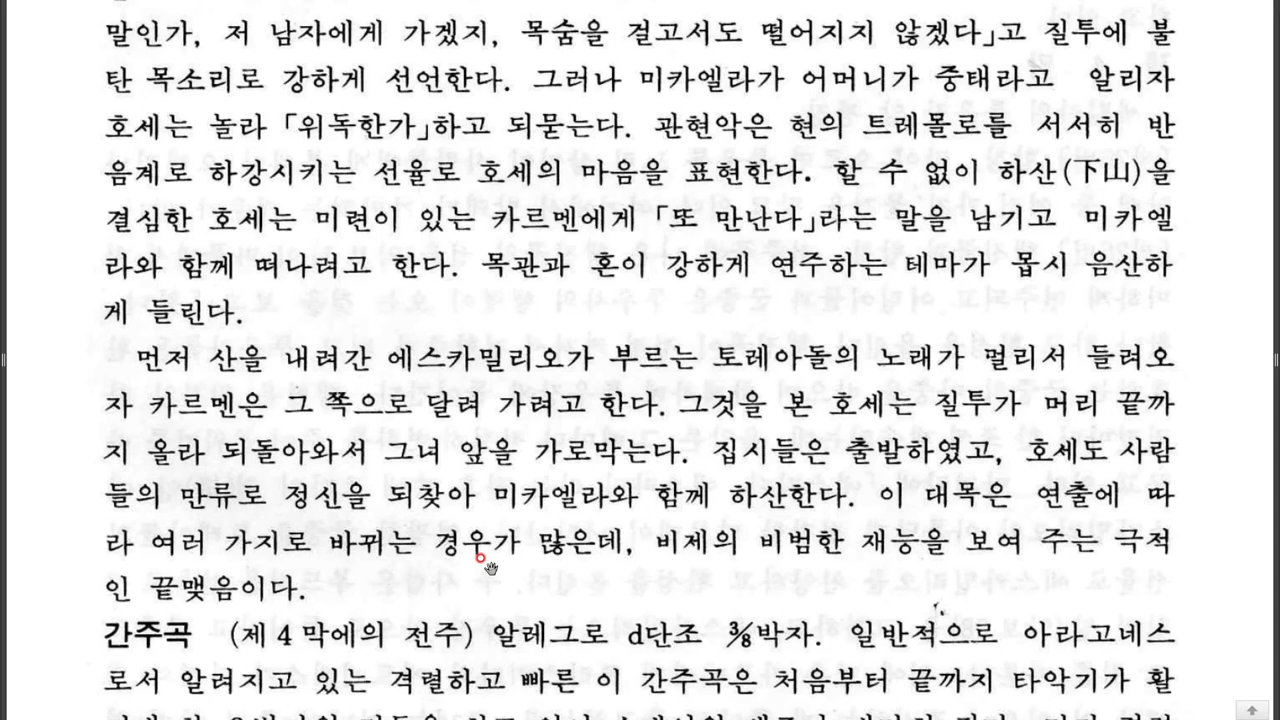 말인가, 저 남자에게 가겠지, 목숨을 걸고서도 떨어지지 않겠다」고 질투에 불
탄 목소리로 강하게 선언한다. 그러나 미카엘라가 어머니가 중태라고 알리자
호세는 놀라 「위독한가」하고 되묻는다. 관현악은 현의 트레몰로를 서서히 반
음계로 하강시키는 선율로 호세의 마음을 표현한다. 할 수 없이 하산(下山)을
결심한 호세는 미련이 있는 카르멘에게 「또 만난다」라는 말을 남기고 미카엘
라와 함께 떠나려고 한다. 목관과 혼이 강하게 연주하는 테마가 몹시 음산하
게 들린다.
먼저 산을 내려간 에스카밀리오가 부르는 토레아돌의 노래가 멀리서 들려오
자 카르멘은 그 쪽으로 달려 가려고 한다. 그것을 본 호세는 질투가 머리 끝까
지 올라 되돌아와서 그녀 앞을 가로막는다. 집시들은 출발하였고, 호세도 사람
들의 만류로 정신을 되찾아 미카엘라와 함께 하산한다. 이 대목은 연출에 따
라 여러 가지로 바뀌는 경우가 많은데, 비제의 비범한 재능을 보여 주는 극적
인 끝맺음이다.
간주곡 (제4 막에의 전주) 알레그로 d단조 ⅜박자. 일반적으로 아라고네스
로서 알려지고 있는 격렬하고 빠른 이 간주곡은 처음부터 끝까지 타악기가 활